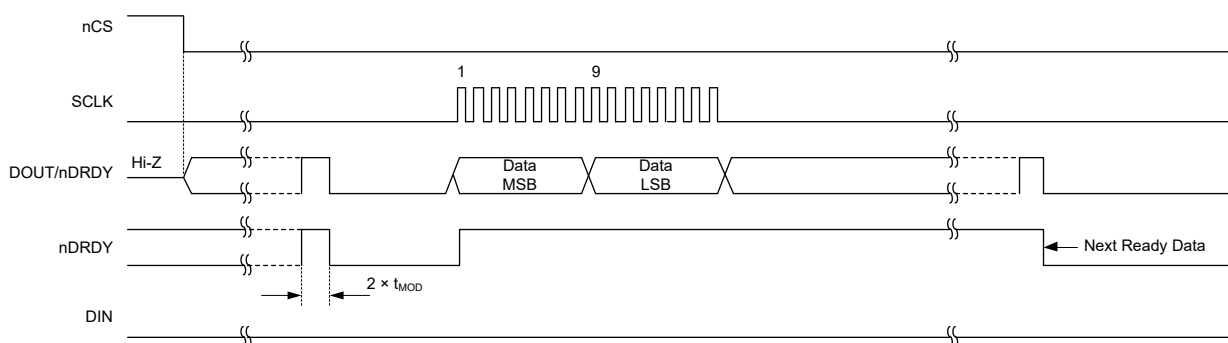 nCS
1 9
SCLK
Hi-Z
DOUT/nDRDY
Data
MSB
Data
LSB
nDRDY
Next Ready Data
2 × tMOD
DIN